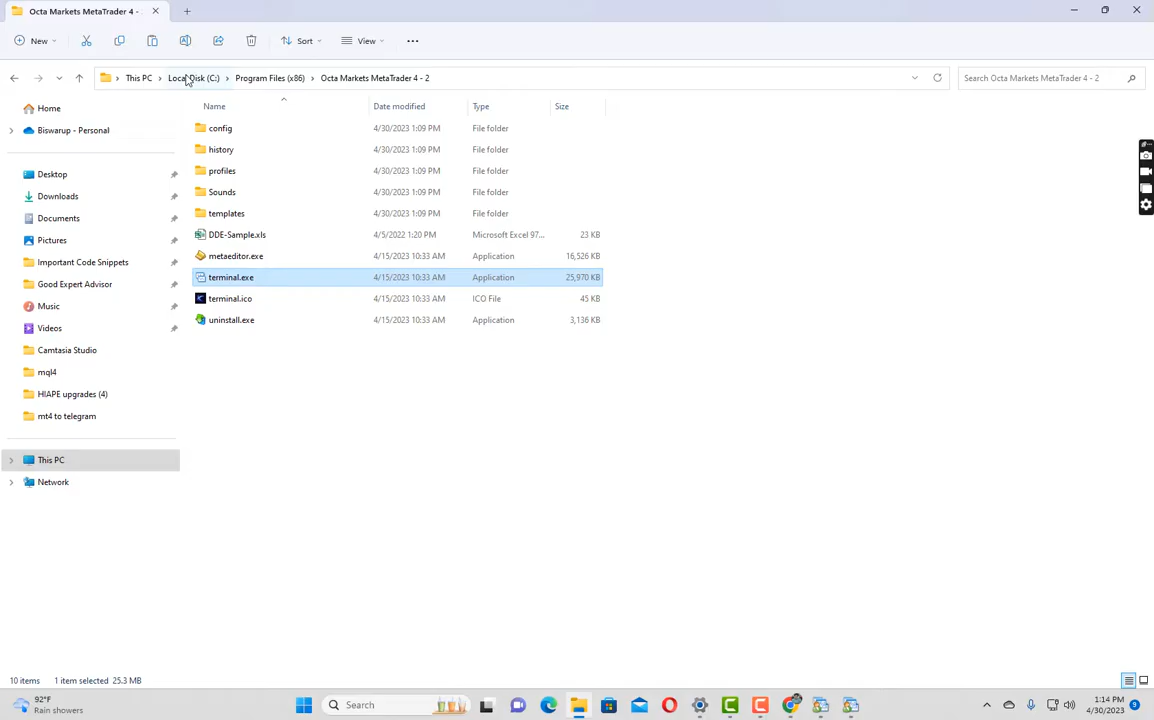 Octa Markets MetaTrader 4 -
New
Sort
View
This PC > Local Disk (C:) > Program Files (x86) > Octa Markets MetaTrader 4 - 2
Search Octa Markets MetaTrader 4 - 2
Name Date modified Type Size
Home
Biswarup - Personal
Desktop
Downloads
Documents
Pictures
Important Code Snippets
Good Expert Advisor
Music
Videos
Camtasia Studio
mql4
HIAPE upgrades (4)
mt4 to telegram
This PC
Network
config 4/30/2023 1:09 PM File folder
history 4/30/2023 1:09 PM File folder
profiles 4/30/2023 1:09 PM File folder
Sounds 4/30/2023 1:09 PM File folder
templates 4/30/2023 1:09 PM File folder
DDE-Sample.xls 4/5/2022 1:20 PM Microsoft Excel 97... 23 KB
metaeditor.exe 4/15/2023 10:33 AM Application 16,526 KB
terminal.exe 4/15/2023 10:33 AM Application 25,970 KB
terminal.ico 4/15/2023 10:33 AM ICO File 45 KB
uninstall.exe 4/15/2023 10:33 AM Application 3,136 KB
10 items 1 item selected 25.3 MB
92°F
Rain showers
Search
1:14 PM
4/30/2023